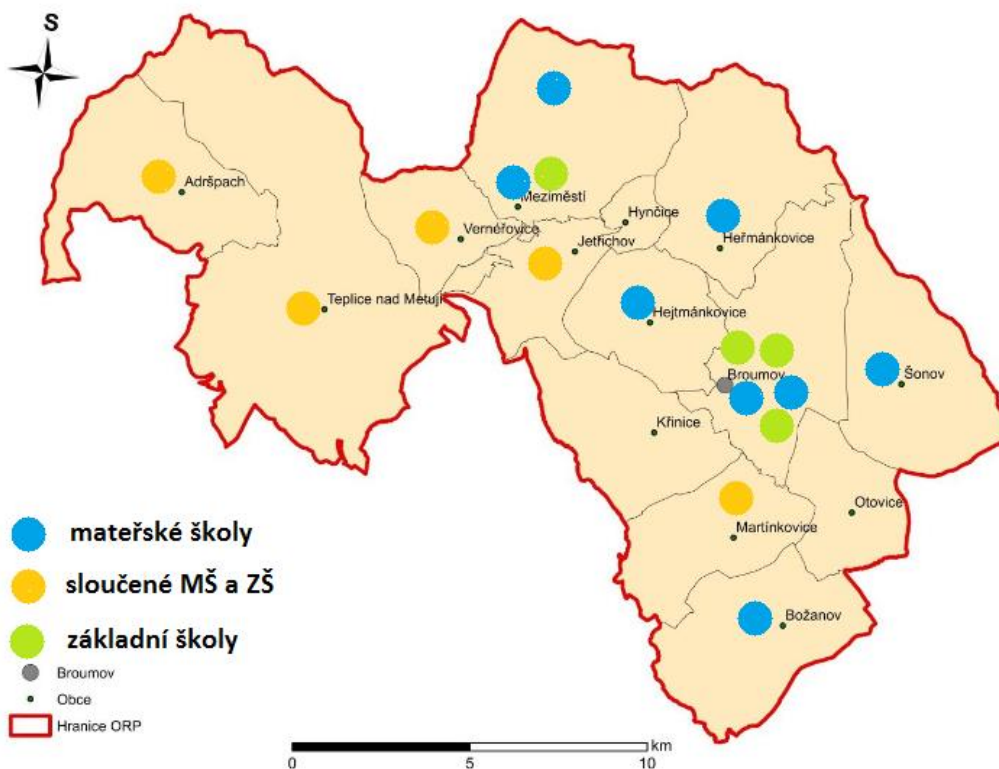 S
Adršpach
Meziměstí
Hynčice
Vernéřovice
Jetřichov
Heřmánkovice
Teplice nad Metují
Hejtmánkovice
Broumov
Šonov
Křinice
Otovice
Martínkovice
Božanov
mateřské školy
sloučené MŠ a ZŠ
základní školy
Broumov
Obce
Hranice ORP
km
0 5 10